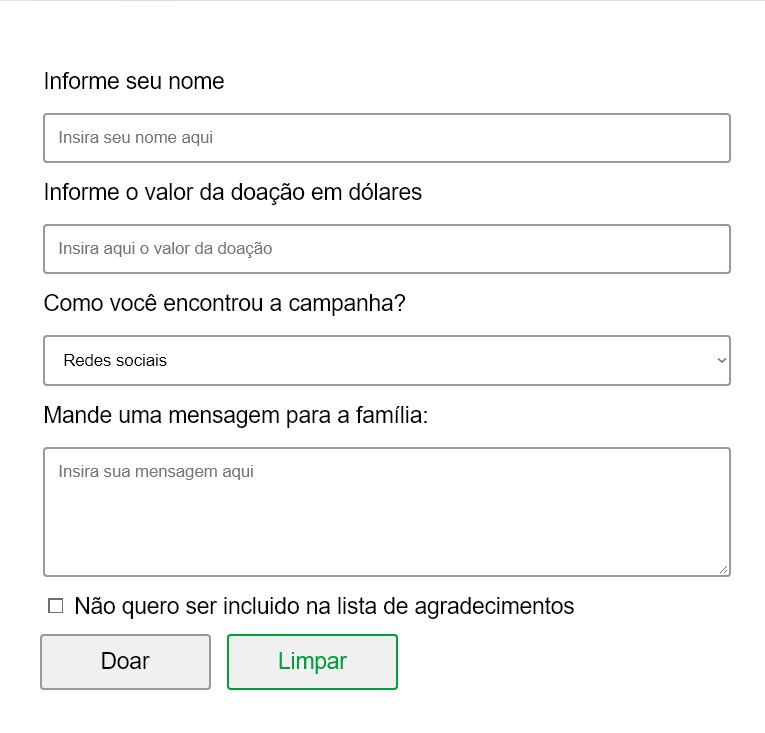 Informe seu nome
Insira seu nome aqui
Informe o valor da doação em dólares
Insira aqui o valor da doação
Como você encontrou a campanha?
Redes sociais
Mande uma mensagem para a família:
Insira sua mensagem aqui
Não quero ser incluido na lista de agradecimentos
Doar Limpar